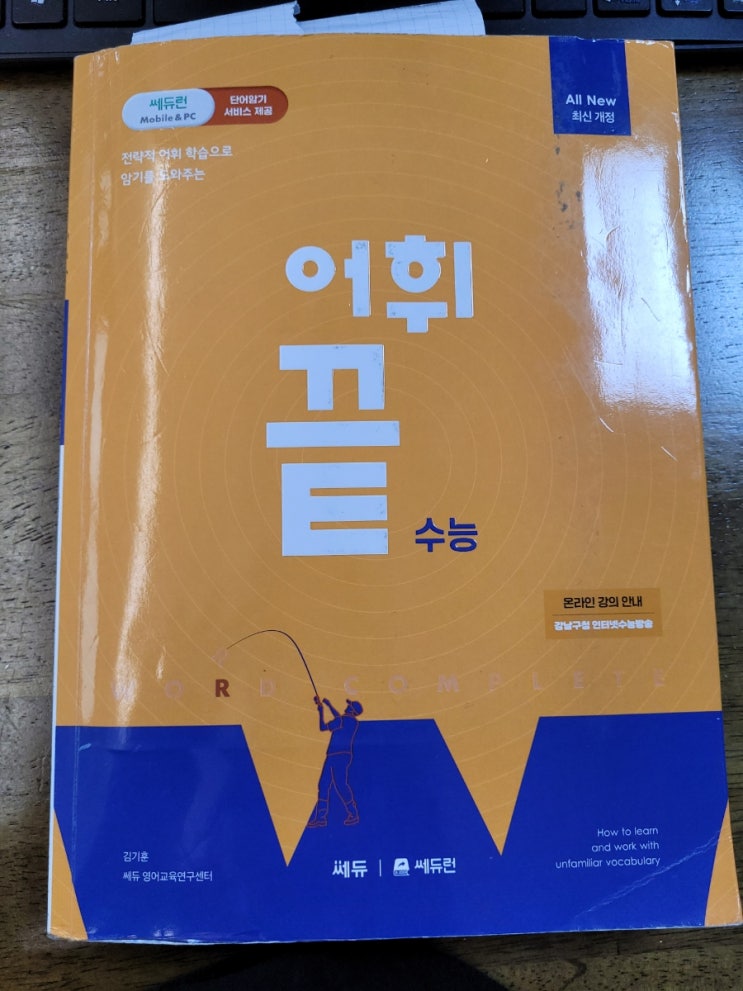 쎄듀런
Mobile & PC
단어암기
서비스 제공
All New
최신 개정
전략적 어휘 학습으로
암기를 도와주는
어휘
끝
수능
온라인 강의 안내
강남구청 인터넷수능방송
WORD COMPLETE
How to learn
and work with
unfamiliar vocabulary
김기훈
쎄듀 영어교육연구센터
쎄듀 | 쎄듀런